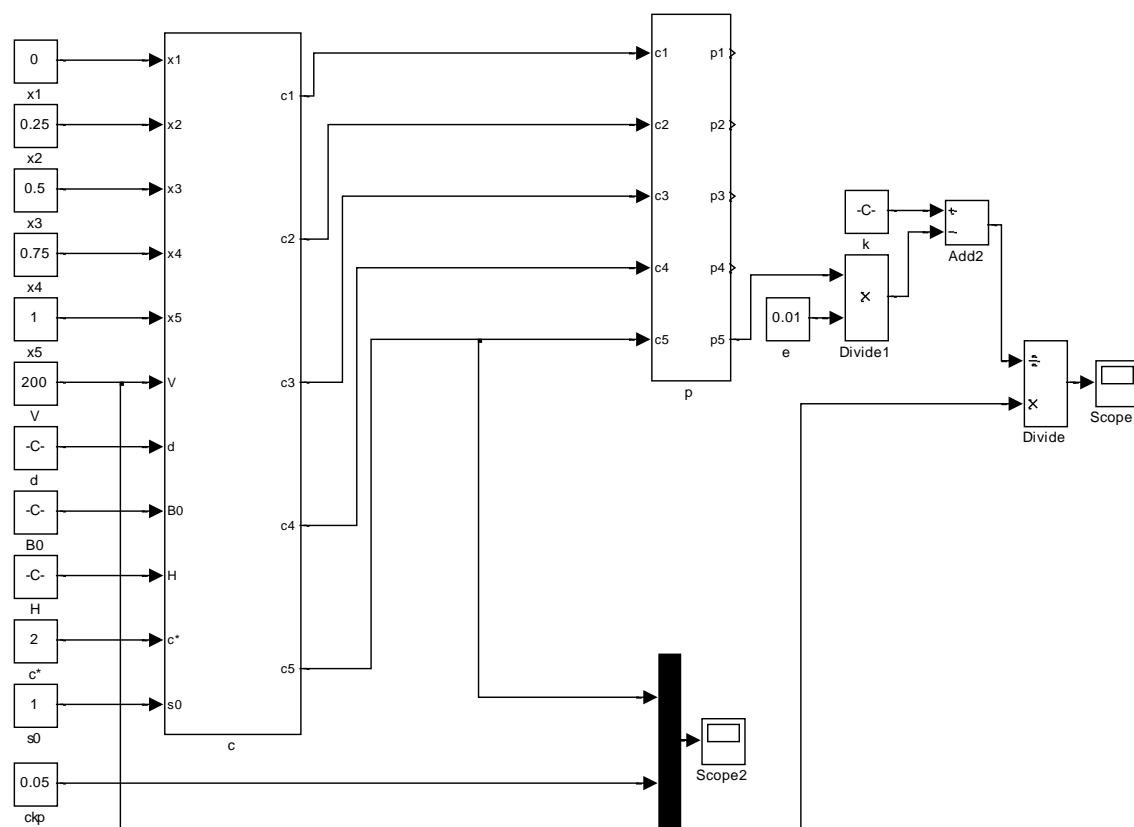 0
x1
0.25
x2
0.5
x3
0.75
x4
1
x5
200
V
-C-
d
-C-
B0
-C-
H
2
c*
1
s0
0.05
ckp
x1
x2
x3
x4
x5
V
d
B0
H
c*
s0
c1
c2
c3
c4
c5
c
c1
c2
c3
c4
c5
p1
p2
p3
p4
p5
p
-C-
k
0.01
e
×
Divide1
+
−
Add2
÷
×
Divide
Scope
Scope2